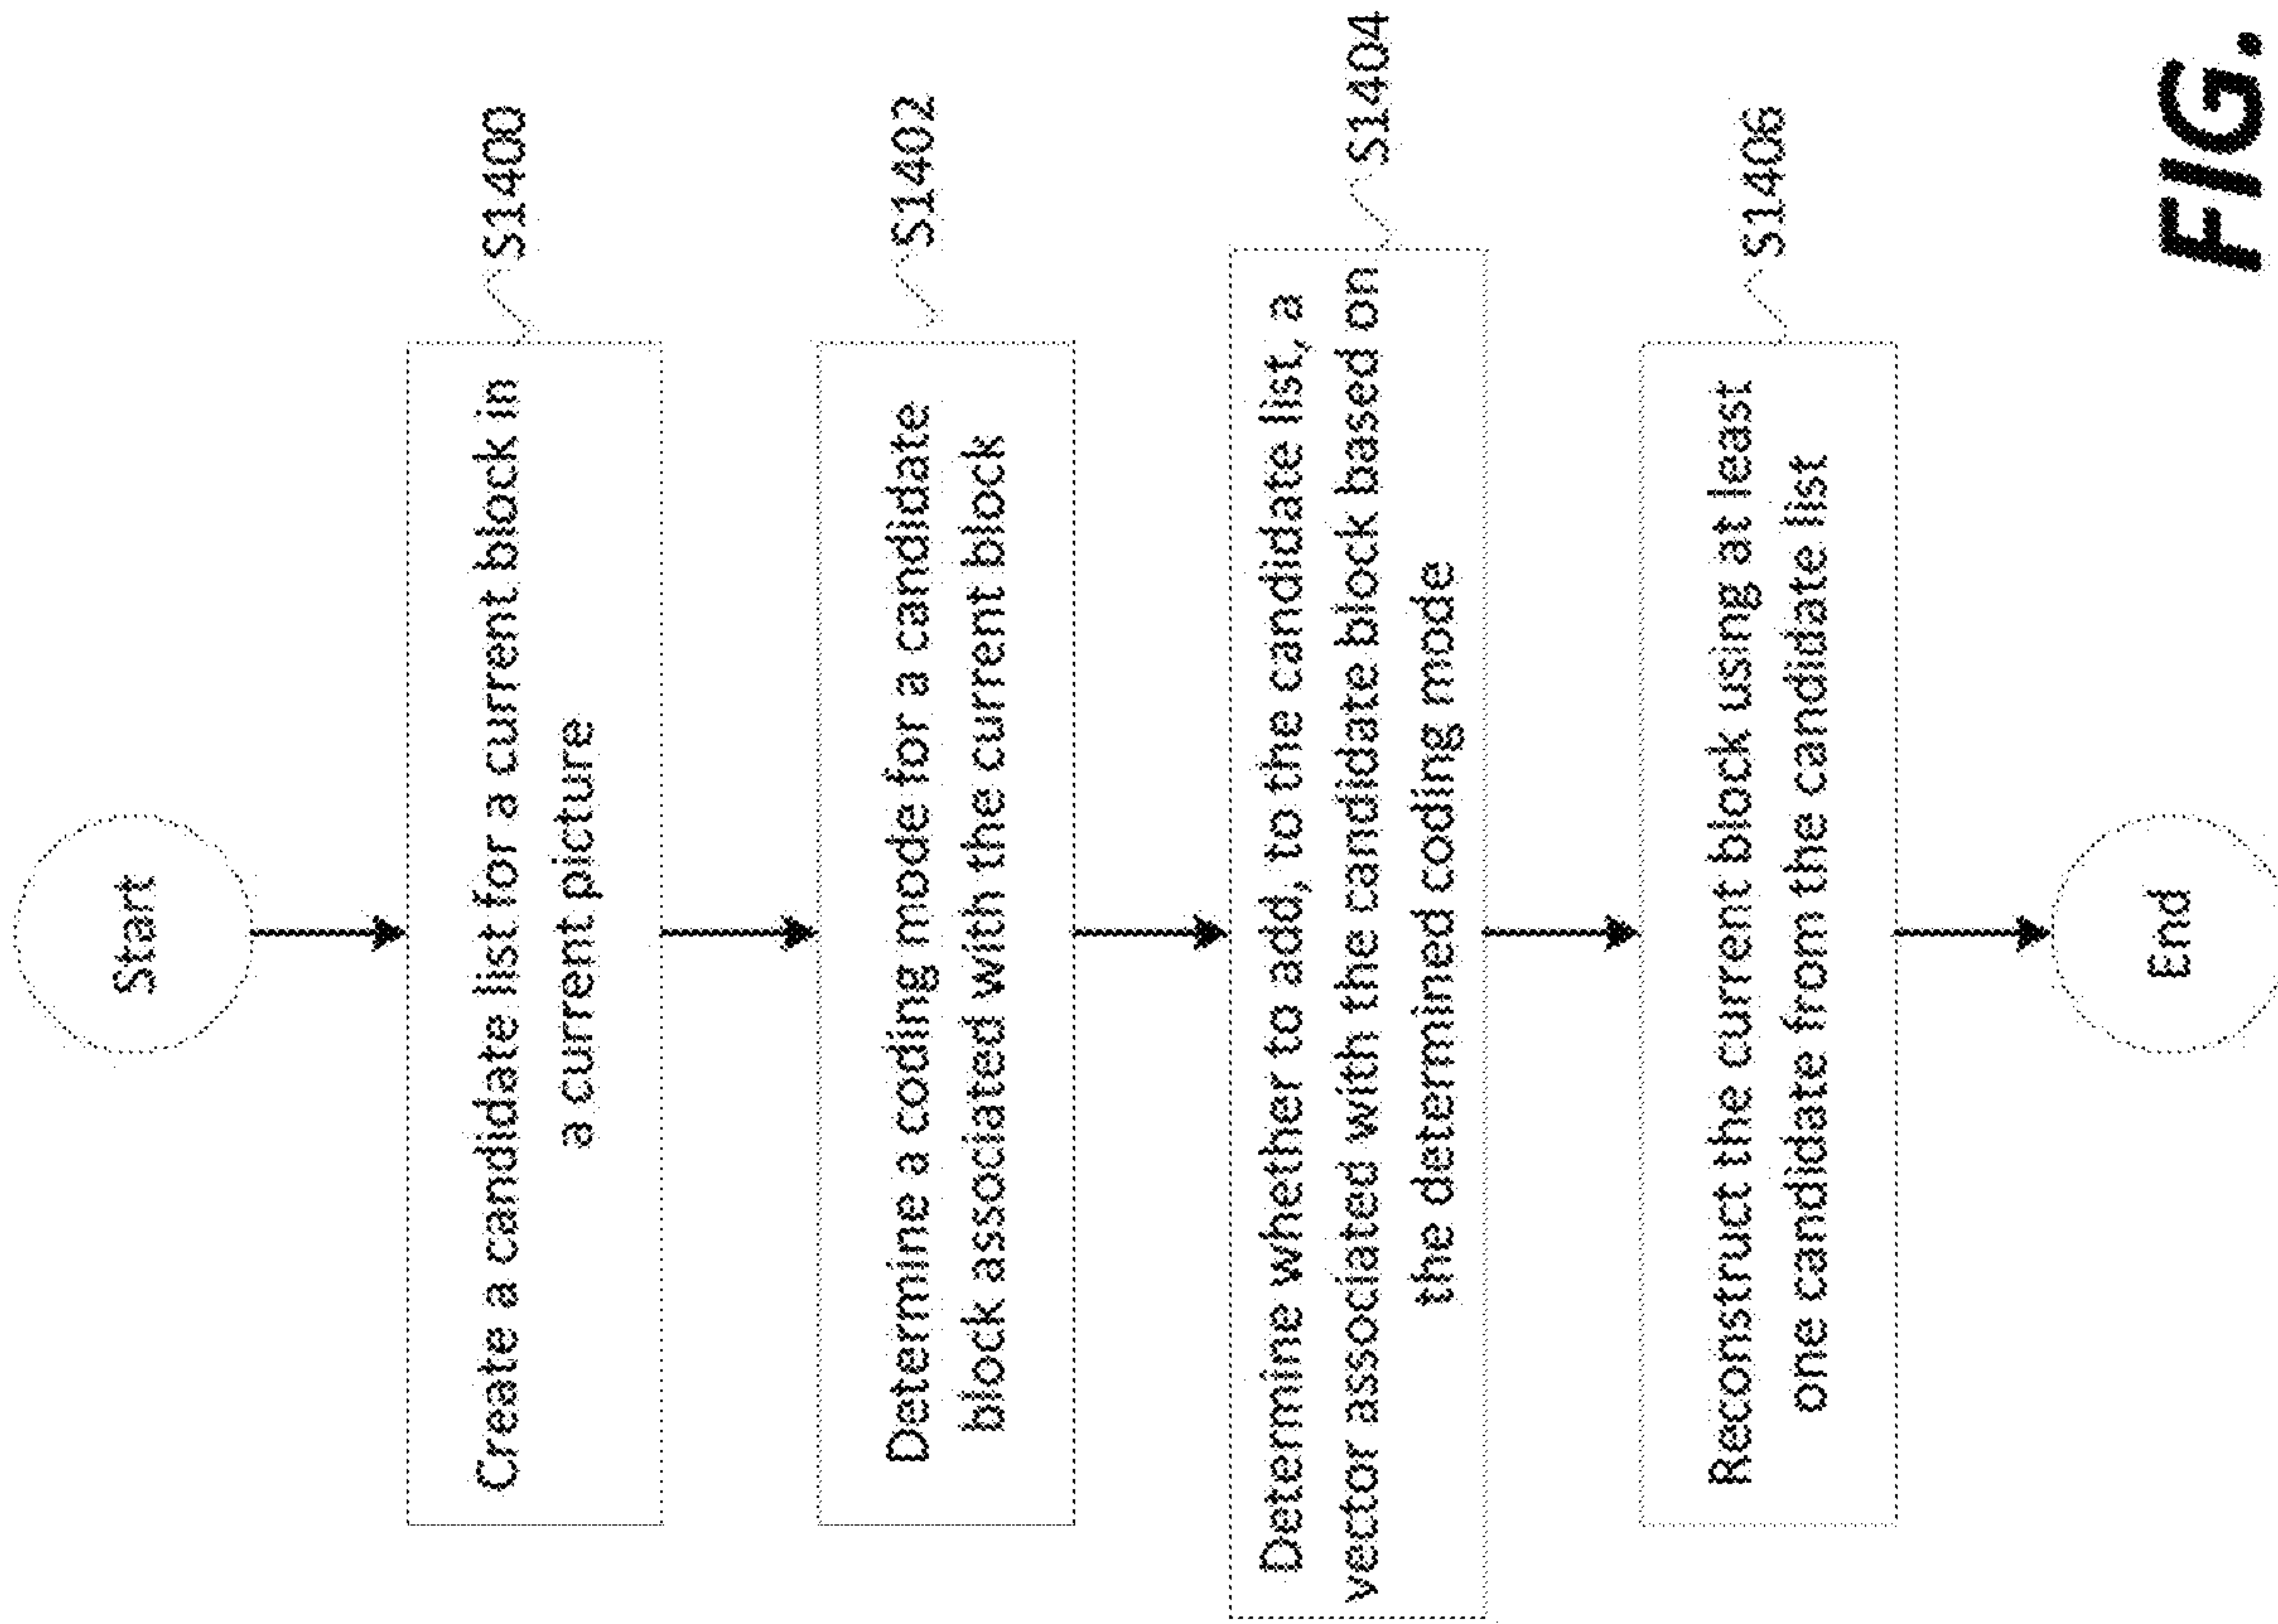 Start
Create a candidate list for a current block in
a current picture
S1400
Determine a coding mode for a candidate
block associated with the current block
S1402
Determine whether to add, to the candidate list, a
vector associated with the candidate block based on
the determined coding mode
S1404
Reconstruct the current block using at least
one candidate from the candidate list
S1406
End
FIG.